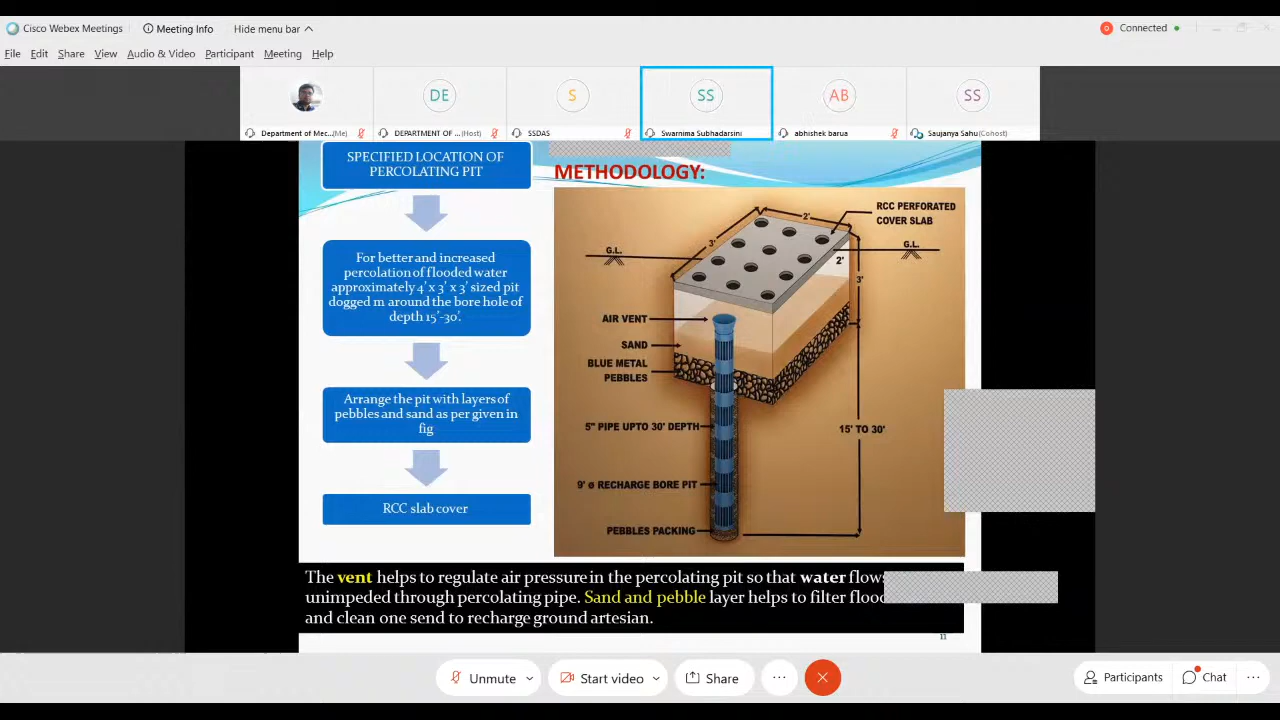 Cisco Webex Meetings
Meeting Info
Hide menu bar
Connected
File Edit Share View Audio & Video Participant Meeting Help
DE
S
SS
AB
SS
Department of Mec...(Me)
DEPARTMENT OF ...(Host)
SSDAS
Swarnima Subhadarsini
abhishek barua
Saujanya Sahu(Cohost)
SPECIFIED LOCATION OF
PERCOLATING PIT
For better and increased
percolation of flooded water
approximately 4’x 3’ x 3’ sized pit
dogged m around the bore hole of
depth 15’-30’.
Arrange the pit with layers of
pebbles and sand as per given in
fig
RCC slab cover
METHODOLOGY:
RCC PERFORATED
COVER SLAB
2'
3'
G.L.
G.L.
2'
3'
AIR VENT
SAND
BLUE METAL
PEBBLES
5" PIPE UPTO 30' DEPTH
15' TO 30'
9' ø RECHARGE BORE PIT
PEBBLES PACKING
The vent helps to regulate air pressure in the percolating pit so that water flows
unimpeded through percolating pipe. Sand and pebble layer helps to filter
and clean one send to recharge ground artesian.
11
Unmute
Start video
Share
Participants
Chat